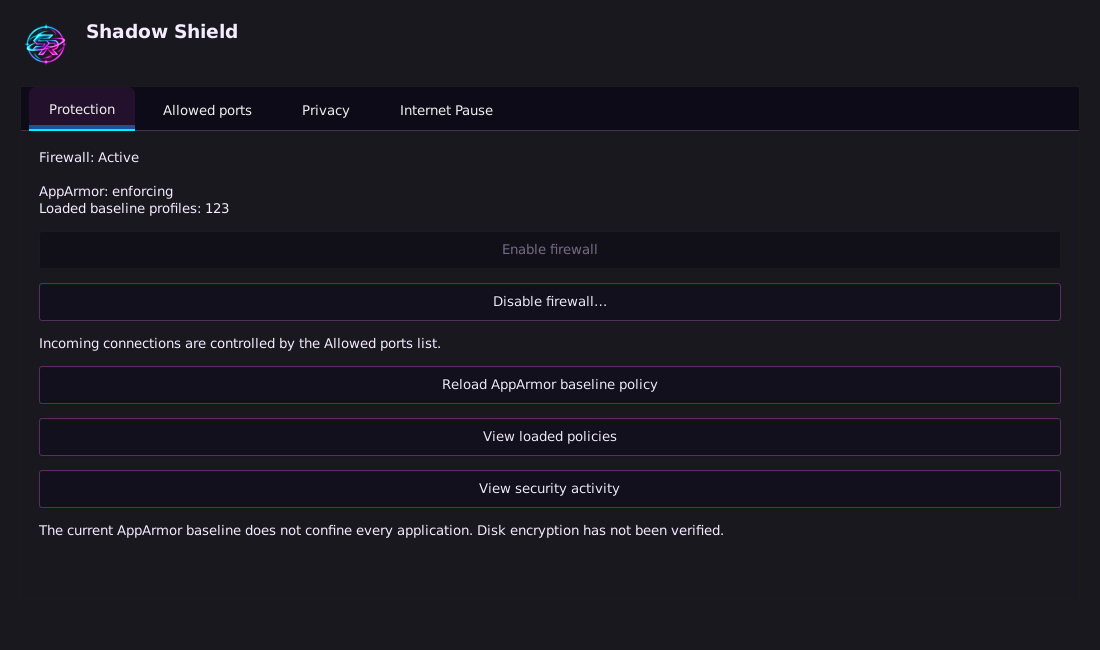 Shadow Shield
Protection
Allowed ports
Privacy
Internet Pause
Firewall: Active
AppArmor: enforcing
Loaded baseline profiles: 123
Enable firewall
Disable firewall...
Incoming connections are controlled by the Allowed ports list.
Reload AppArmor baseline policy
View loaded policies
View security activity
The current AppArmor baseline does not confine every application. Disk encryption has not been verified.